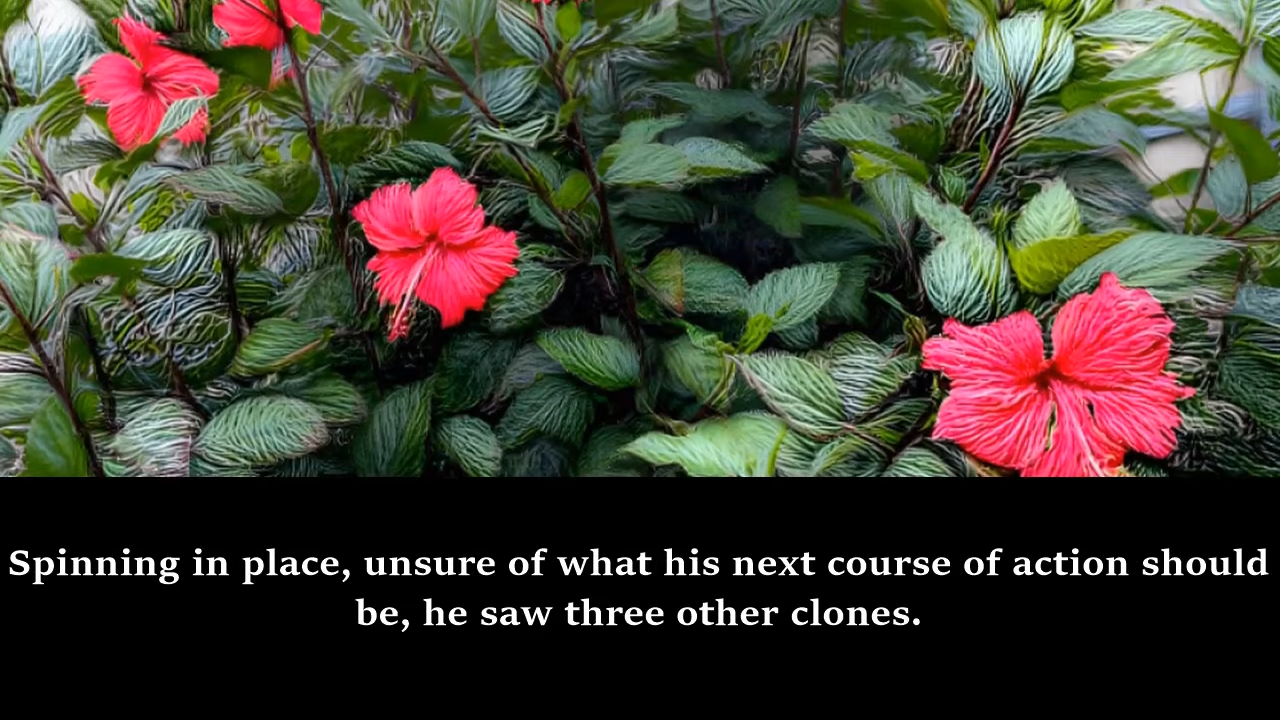 Spinning in place, unsure of what his next course of action should
be, he saw three other clones.